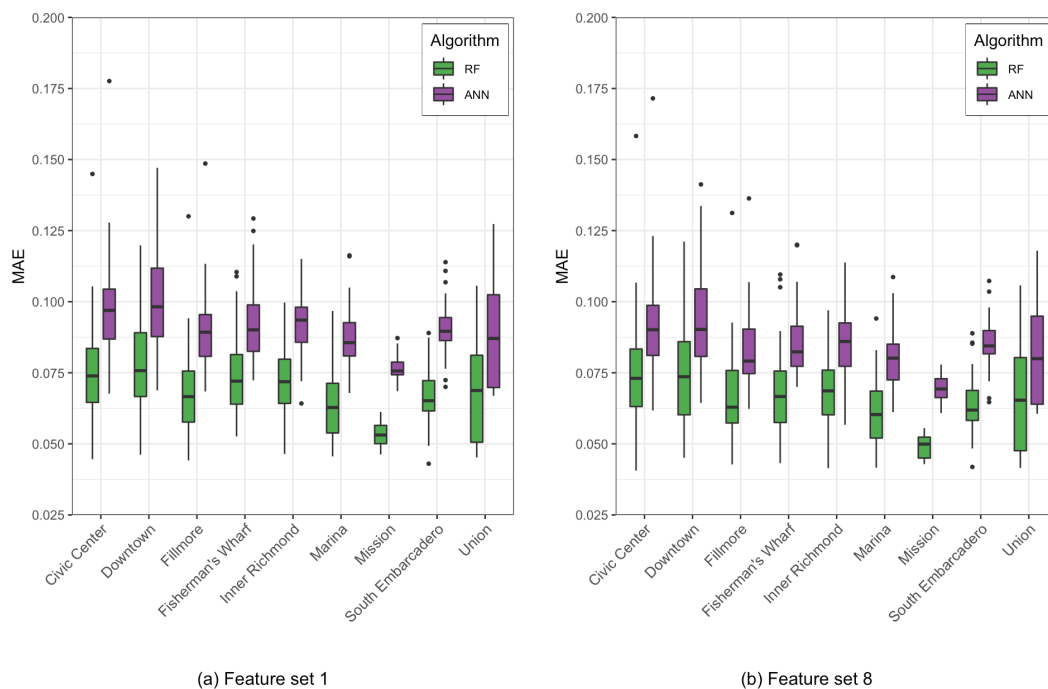 0.200
0.175
0.150
0.125
0.100
0.075
0.050
0.025
MAE
Algorithm
RF
ANN
Civic Center
Downtown
Fillmore
Fisherman's Wharf
Inner Richmond
Marina
Mission
South Embarcadero
Union
(a) Feature set 1
0.200
0.175
0.150
0.125
0.100
0.075
0.050
0.025
MAE
Algorithm
RF
ANN
Civic Center
Downtown
Fillmore
Fisherman's Wharf
Inner Richmond
Marina
Mission
South Embarcadero
Union
(b) Feature set 8